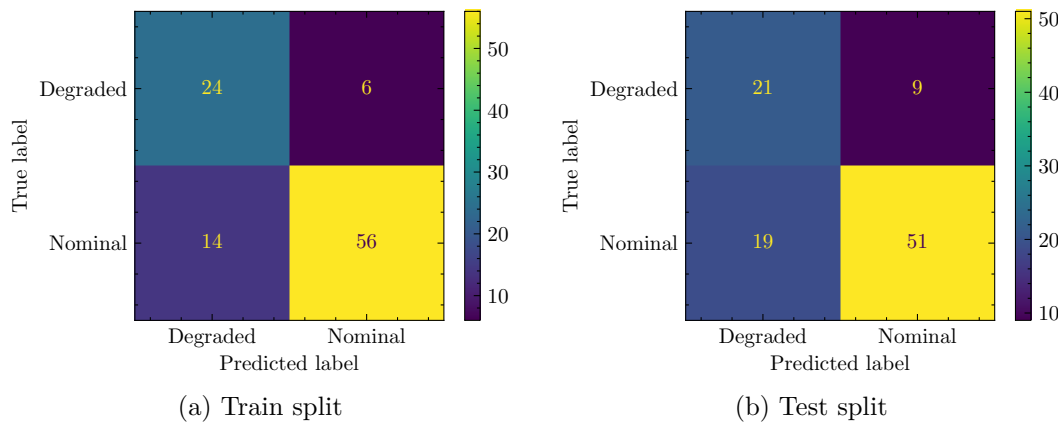 Degraded
Nominal
True label
24
6
14
56
Degraded
Nominal
Predicted label
50
40
30
20
10
(a) Train split
Degraded
Nominal
True label
21
9
19
51
Degraded
Nominal
Predicted label
50
40
30
20
10
(b) Test split